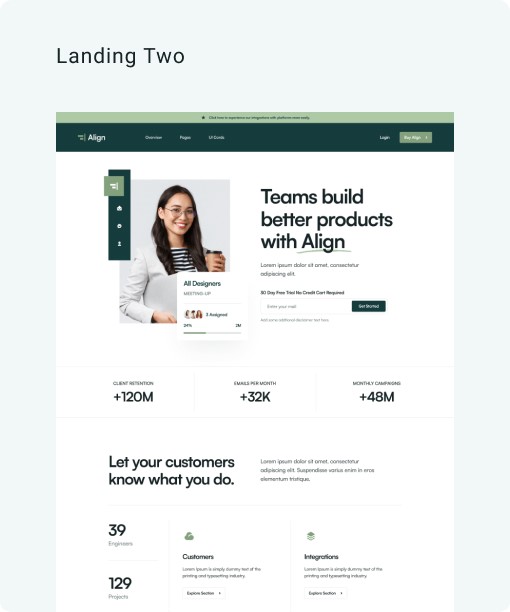 Landing Two
Click here to experience our integrations with platforms more easily.
Align
Overview
Pages
UI Cards
Login
Buy Align
Teams build
better products
with Align
Lorem ipsum dolor sit amet, consectetur
adipiscing elit.
30 Day Free Trial No Credit Cart Required
Enter your mail
Get Started
Add some additional disclaimer text here.
All Designers
MEETING-UP
3 Assigned
24%
2M
CLIENT RETENTION
+120M
EMAILS PER MONTH
+32K
MONTHLY CAMPAIGNS
+48M
Let your customers
know what you do.
Lorem ipsum dolor sit amet, consectetur
adipiscing elit. Suspendisse varius enim in eros
elementum tristique.
39
Engineers
129
Projects
Customers
Lorem Ipsum is simply dummy text of the
printing and typesetting industry.
Explore Section
Integrations
Lorem Ipsum is simply dummy text of the
printing and typesetting industry.
Explore Section